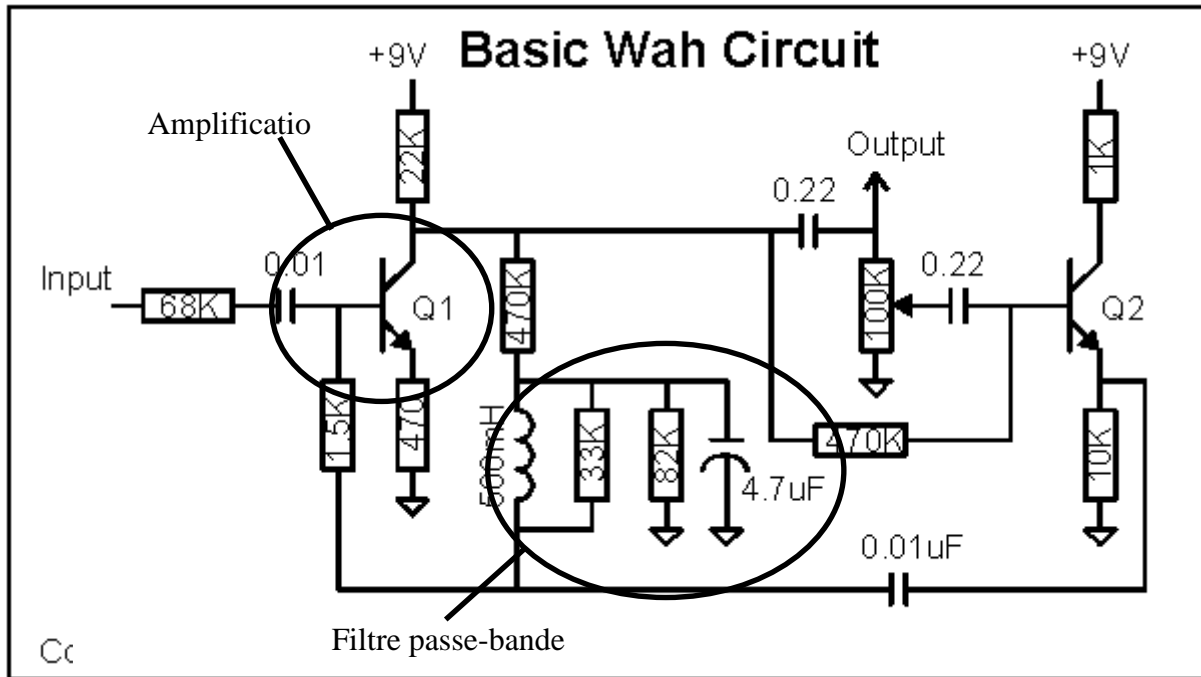 Basic Wah Circuit
+9V
+9V
Amplificatio
22K
Output
1K
0.22
Input
0.01
0.22
68K
Q1
470K
100K
Q2
1.5K
470
500mH
33K
82K
4.7uF
470K
10K
0.01uF
Filtre passe-bande